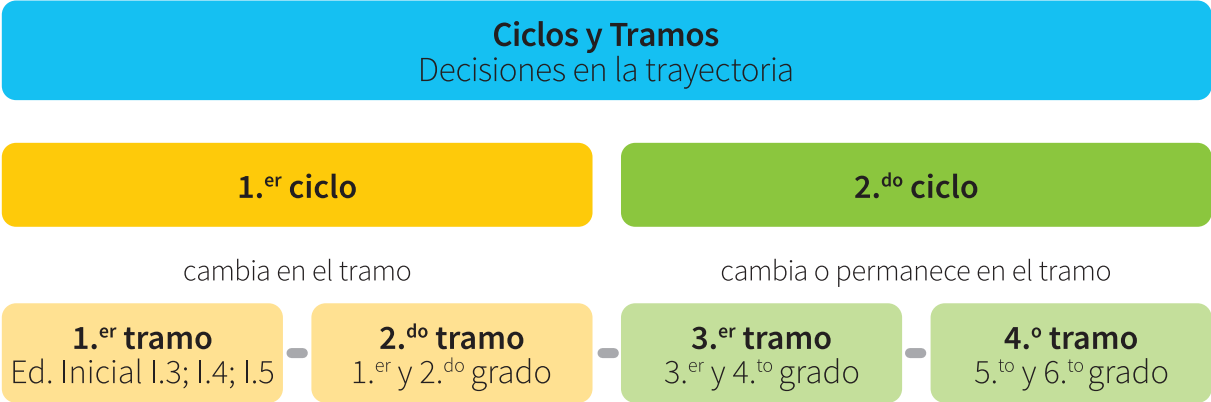 Ciclos y Tramos
Decisiones en la trayectoria
1.er ciclo
2.do ciclo
cambia en el tramo
cambia o permanece en el tramo
1.er tramo
Ed. Inicial I.3; I.4; I.5
2.do tramo
1.er y 2.do grado
3.er tramo
3.er y 4.to grado
4.º tramo
5.to y 6.to grado